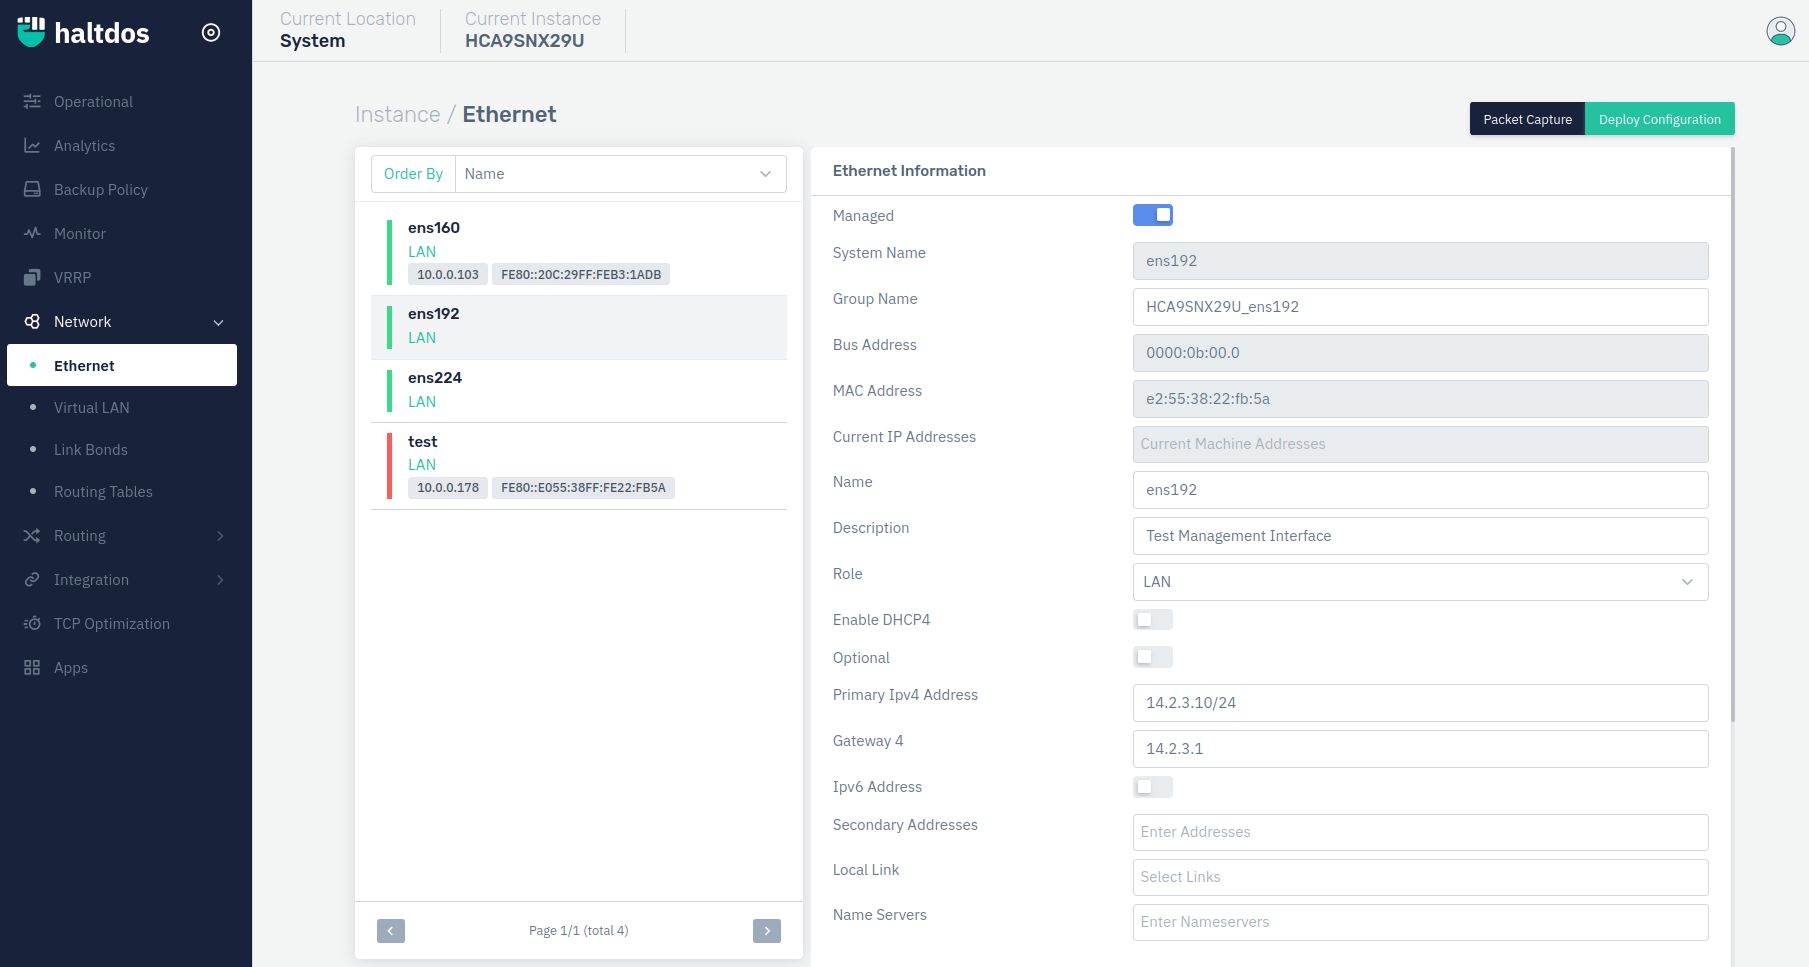 haltdos
Current Location
System
Current Instance
HCA9SNX29U
Operational
Analytics
Backup Policy
Monitor
VRRP
Network
Ethernet
Virtual LAN
Link Bonds
Routing Tables
Routing
Integration
TCP Optimization
Apps
Instance / Ethernet
Packet Capture
Deploy Configuration
Order By
Name
ens160
LAN
10.0.0.103
FE80::20C:29FF:FEB3:1ADB
ens192
LAN
ens224
LAN
test
LAN
10.0.0.178
FE80::E055:38FF:FE22:FB5A
Page 1/1 (total 4)
Ethernet Information
Managed
System Name
ens192
Group Name
HCA9SNX29U_ens192
Bus Address
0000:0b:00.0
MAC Address
e2:55:38:22:fb:5a
Current IP Addresses
Current Machine Addresses
Name
ens192
Description
Test Management Interface
Role
LAN
Enable DHCP4
Optional
Primary Ipv4 Address
14.2.3.10/24
Gateway 4
14.2.3.1
Ipv6 Address
Secondary Addresses
Enter Addresses
Local Link
Select Links
Name Servers
Enter Nameservers